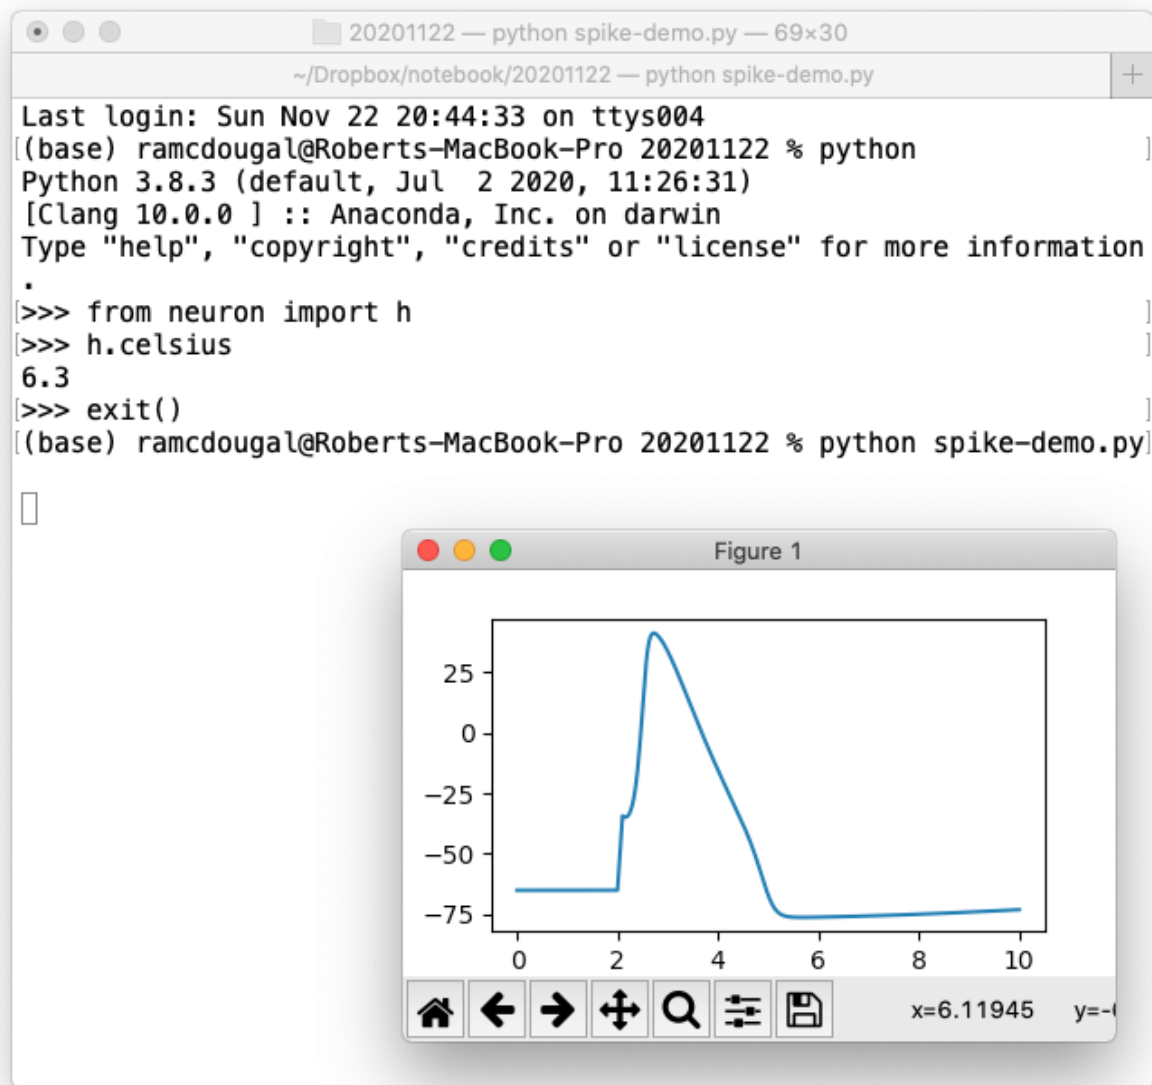 20201122 — python spike-demo.py — 69×30
~/Dropbox/notebook/20201122 — python spike-demo.py
Last login: Sun Nov 22 20:44:33 on ttys004
[(base) ramcdougal@Roberts-MacBook-Pro 20201122 % python ]
Python 3.8.3 (default, Jul  2 2020, 11:26:31)
[Clang 10.0.0 ] :: Anaconda, Inc. on darwin
Type "help", "copyright", "credits" or "license" for more information
.
[>>> from neuron import h ]
[>>> h.celsius ]
6.3
[>>> exit() ]
[(base) ramcdougal@Roberts-MacBook-Pro 20201122 % python spike-demo.py]
Figure 1
25
0
−25
−50
−75
0 2 4 6 8 10
x=6.11945 y=-